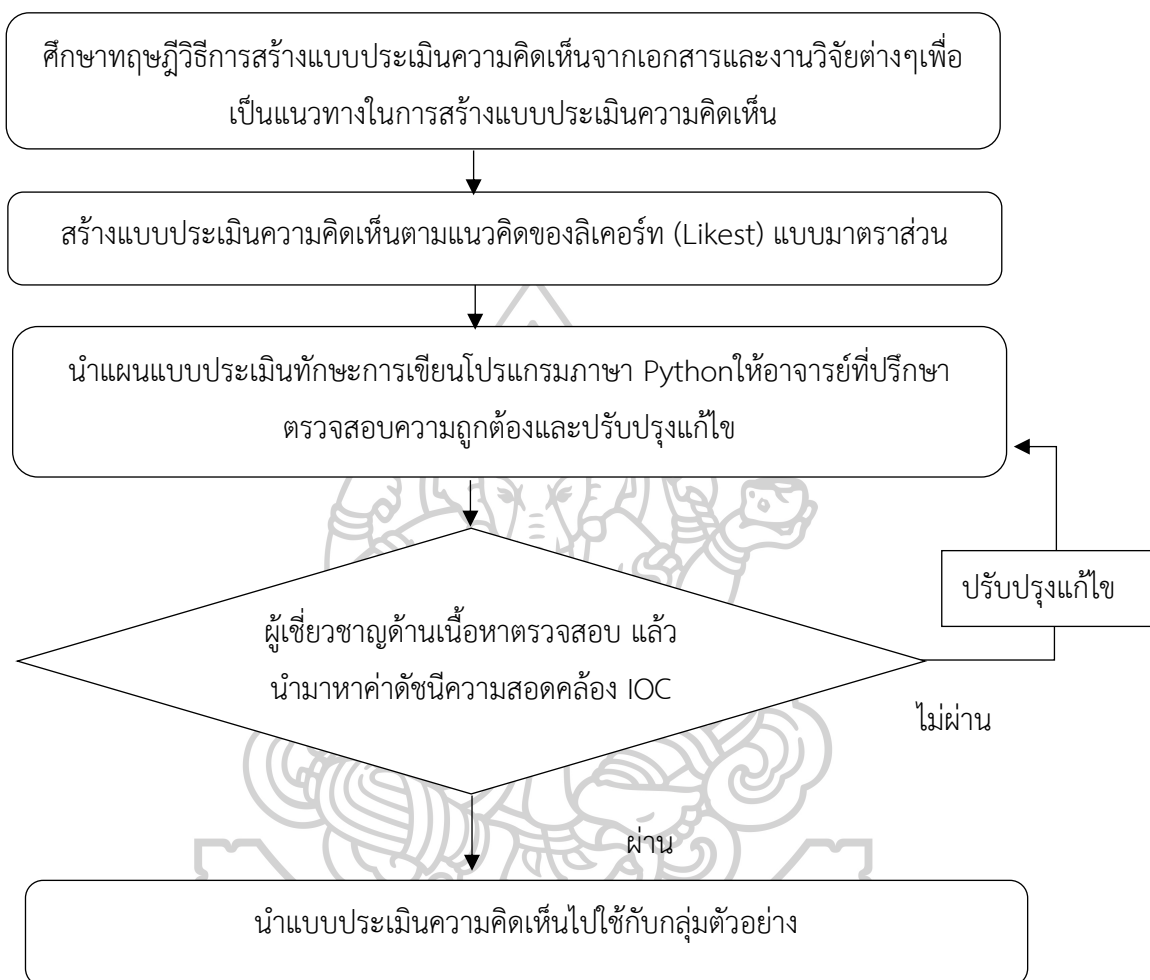 ศึกษาทฤษฎีวิธีการสร้างแบบประเมินความคิดเห็นจากเอกสารและงานวิจัยต่างๆเพื่อ
เป็นแนวทางในการสร้างแบบประเมินความคิดเห็น
สร้างแบบประเมินความคิดเห็นตามแนวคิดของลิเคอร์ท (Likest) แบบมาตราส่วน
นำแผนแบบประเมินทักษะการเขียนโปรแกรมภาษา Pythonให้อาจารย์ที่ปรึกษา
ตรวจสอบความถูกต้องและปรับปรุงแก้ไข
ปรับปรุงแก้ไข
ผู้เชี่ยวชาญด้านเนื้อหาตรวจสอบ แล้ว
นำมาหาค่าดัชนีความสอดคล้อง IOC
ไม่ผ่าน
ผ่าน
นำแบบประเมินความคิดเห็นไปใช้กับกลุ่มตัวอย่าง